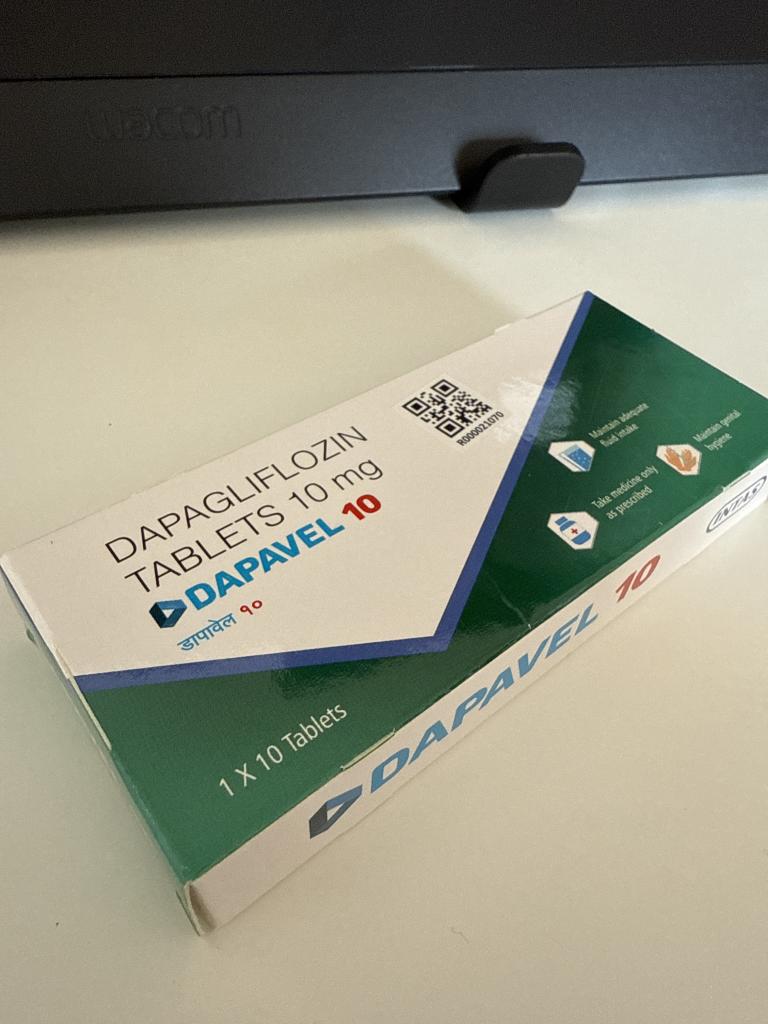 wacom
DAPAGLIFLOZIN
TABLETS 10 mg
DAPAVEL 10
डापावेल १०
R000021070
Maintain adequate
fluid intake
Maintain genital
hygiene
Take medicine only
as prescribed
1 X 10 Tablets
DAPAVEL 10
INTAS